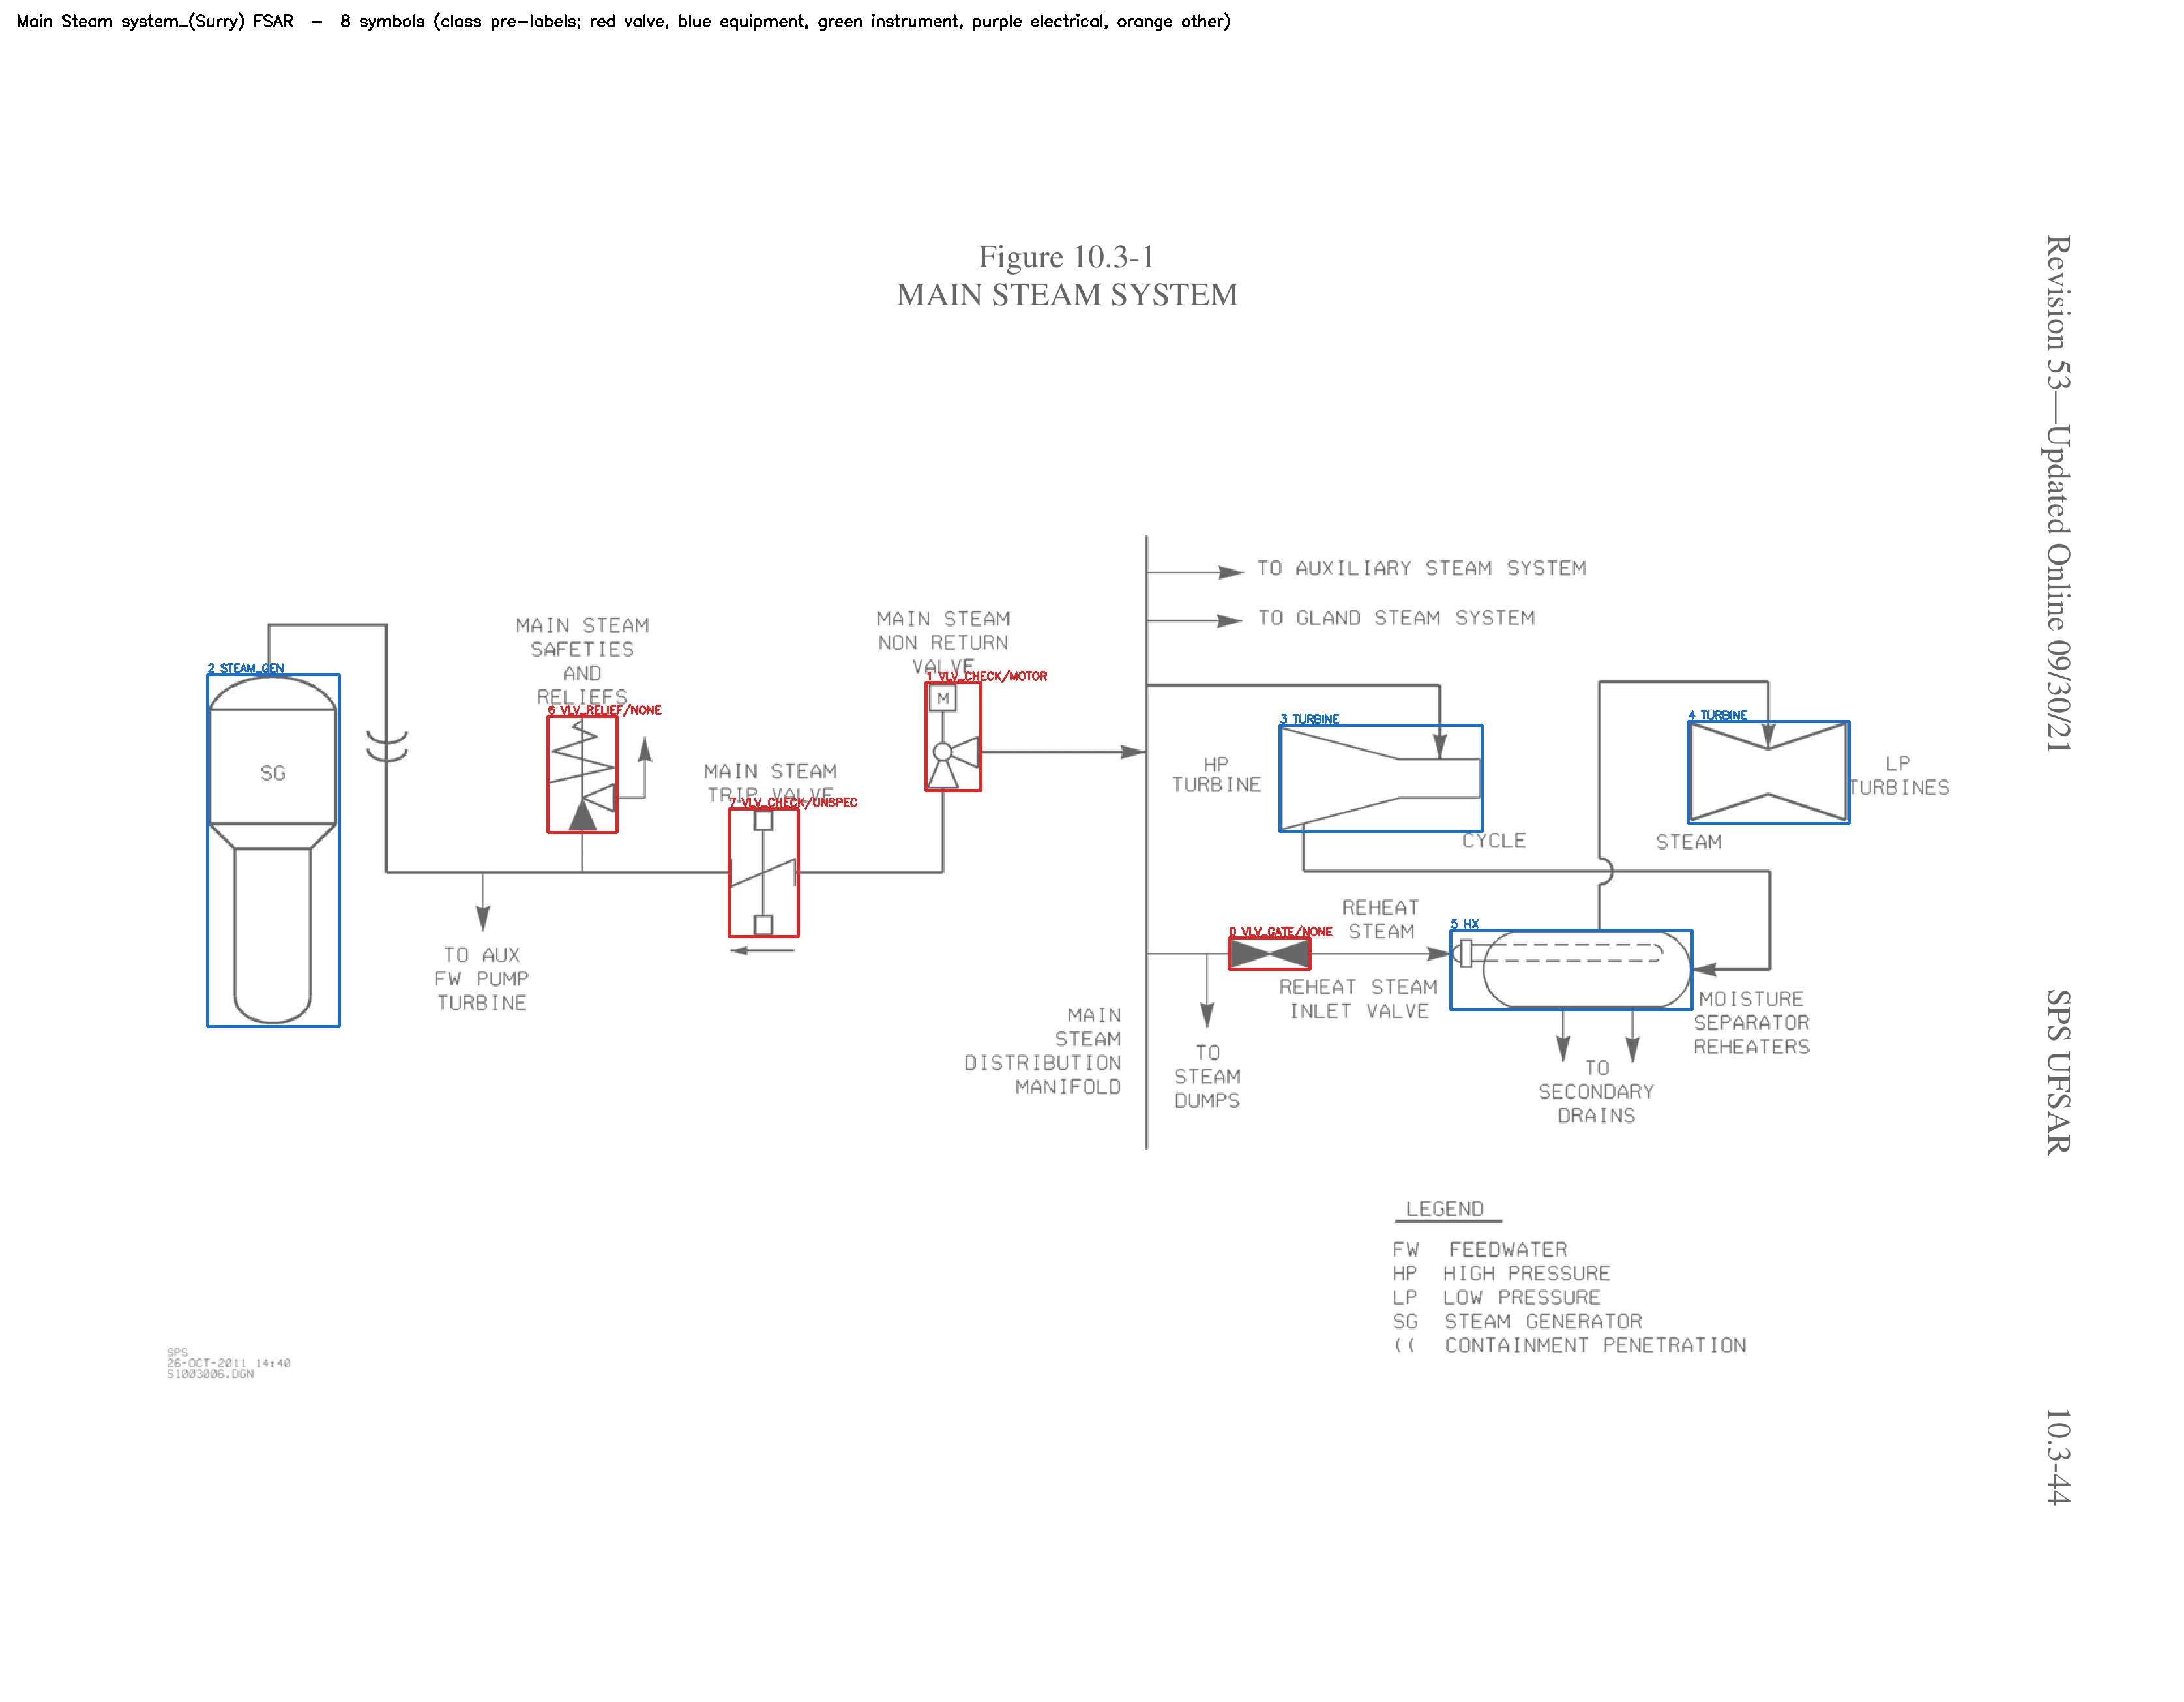 Main Steam system_(Surry) FSAR - 8 symbols (class pre-labels; red valve, blue equipment, green instrument, purple electrical, orange other)
Figure 10.3-1
MAIN STEAM SYSTEM
Revision 53—Updated Online 09/30/21
SPS UFSAR
10.3-44
TO AUXILIARY STEAM SYSTEM
TO GLAND STEAM SYSTEM
MAIN STEAM
SAFETIES
AND
RELIEFS
6 VLV_RELIEF/NONE
MAIN STEAM
NON RETURN
VALVE
1 VLV_CHECK/MOTOR
M
2 STEAM_GEN
SG
MAIN STEAM
TRIP VALVE
7 VLV_CHECK/UNSPEC
3 TURBINE
HP
TURBINE
CYCLE
4 TURBINE
LP
TURBINES
STEAM
TO AUX
FW PUMP
TURBINE
REHEAT
STEAM
0 VLV_GATE/NONE
5 HX
REHEAT STEAM
INLET VALVE
MOISTURE
SEPARATOR
REHEATERS
MAIN
STEAM
DISTRIBUTION
MANIFOLD
TO
STEAM
DUMPS
TO
SECONDARY
DRAINS
LEGEND
FW FEEDWATER
HP HIGH PRESSURE
LP LOW PRESSURE
SG STEAM GENERATOR
(( CONTAINMENT PENETRATION
SPS
26-OCT-2011 14:40
S1003006.DGN